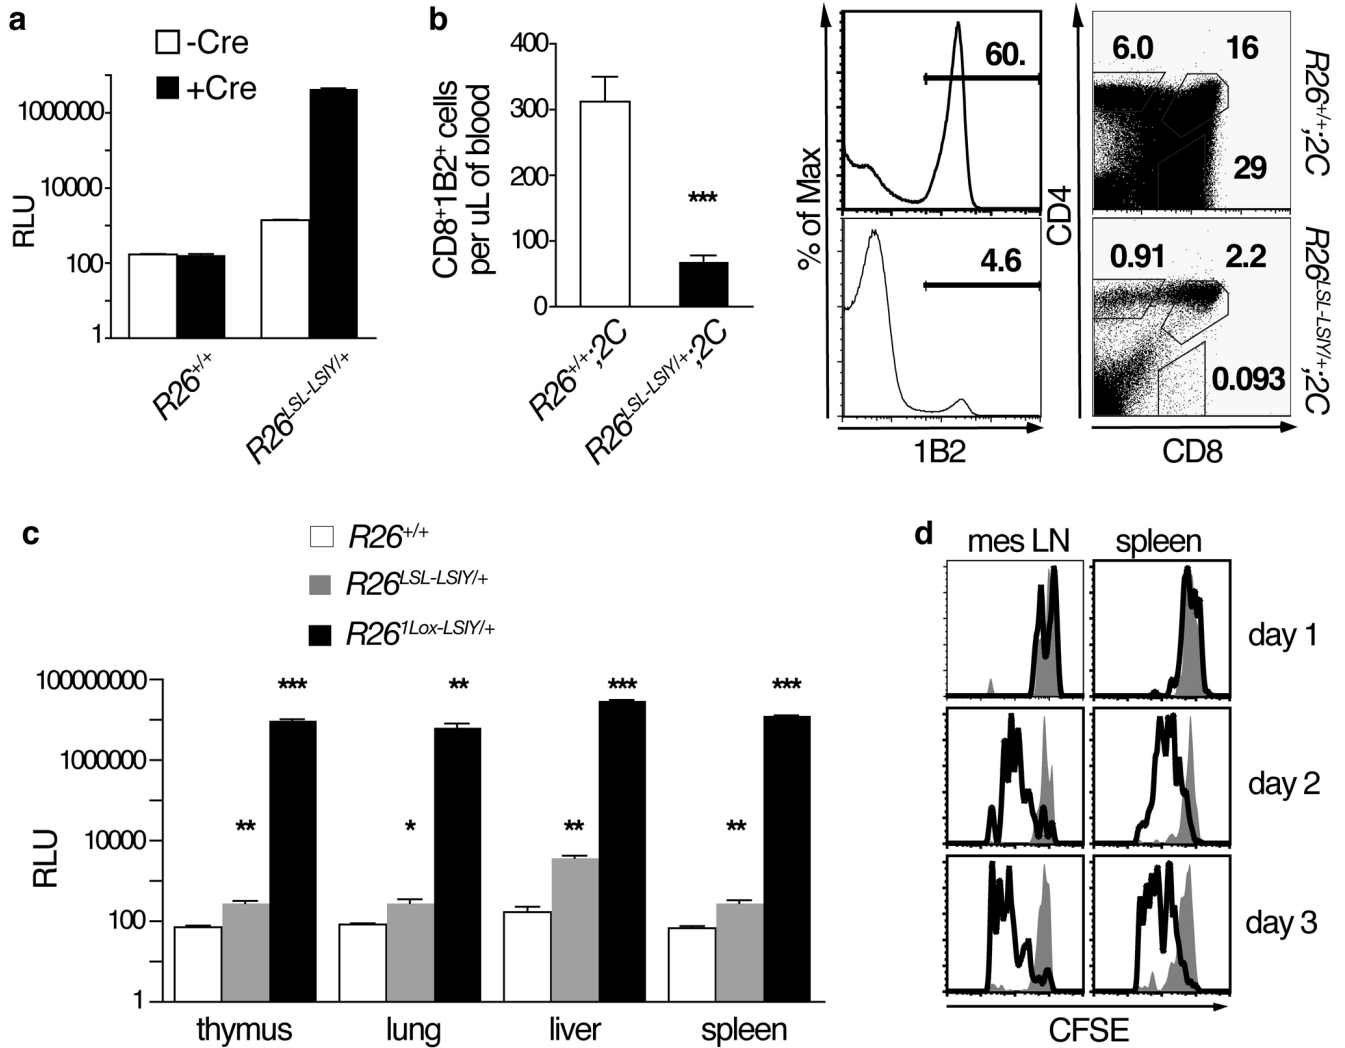 a
-Cre
+Cre
RLU
1000000
10000
100
1
R26+/+
R26LSL-LSIY/+
b
CD8+1B2+ cells
per uL of blood
400
300
200
100
0
***
R26+/+;2C
R26LSL-LSIY/+;2C
% of Max
60.
4.6
1B2
CD4
6.0
16
29
0.91
2.2
0.093
CD8
R26+/+;2C
R26LSL-LSIY/+;2C
c
R26+/+
R26LSL-LSIY/+
R261Lox-LSIY/+
RLU
100000000
1000000
10000
100
1
*** ** *** ***
** * ** **
thymus lung liver spleen
d
mes LN spleen
day 1
day 2
day 3
CFSE